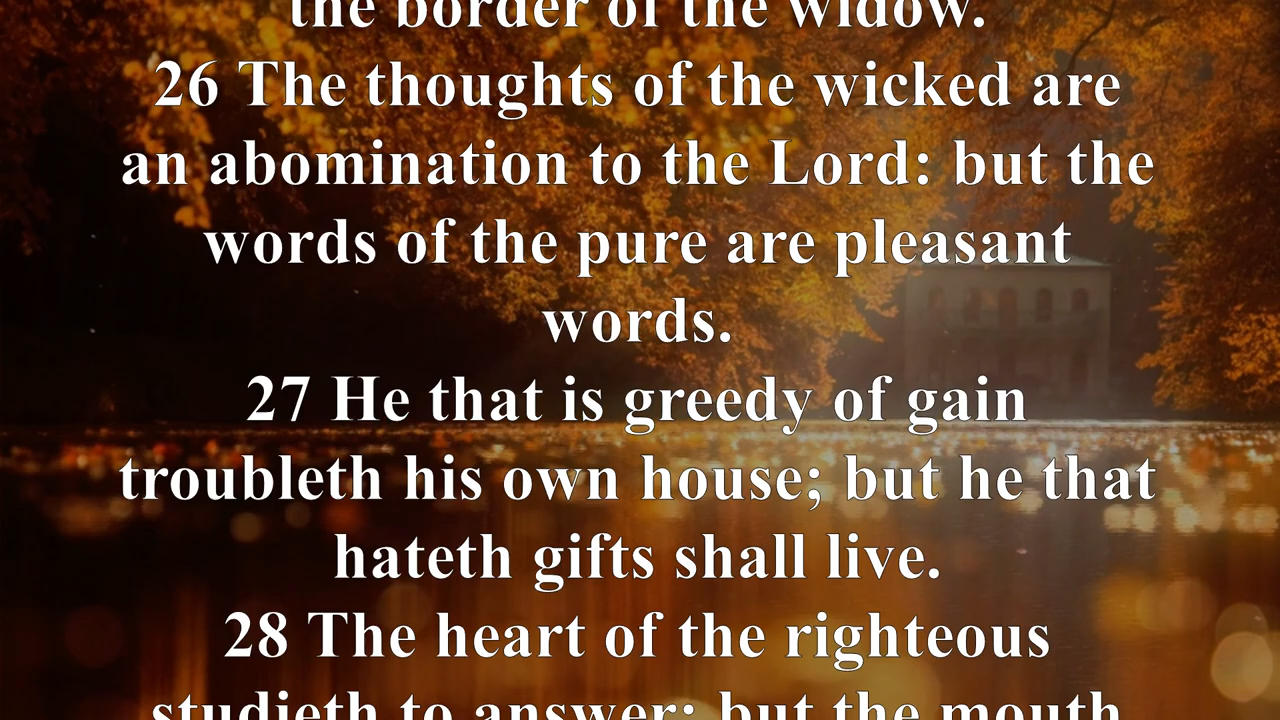 the border of the widow.
26 The thoughts of the wicked are
an abomination to the Lord: but the
words of the pure are pleasant
words.
27 He that is greedy of gain
troubleth his own house; but he that
hateth gifts shall live.
28 The heart of the righteous
studieth to answer: but the mouth